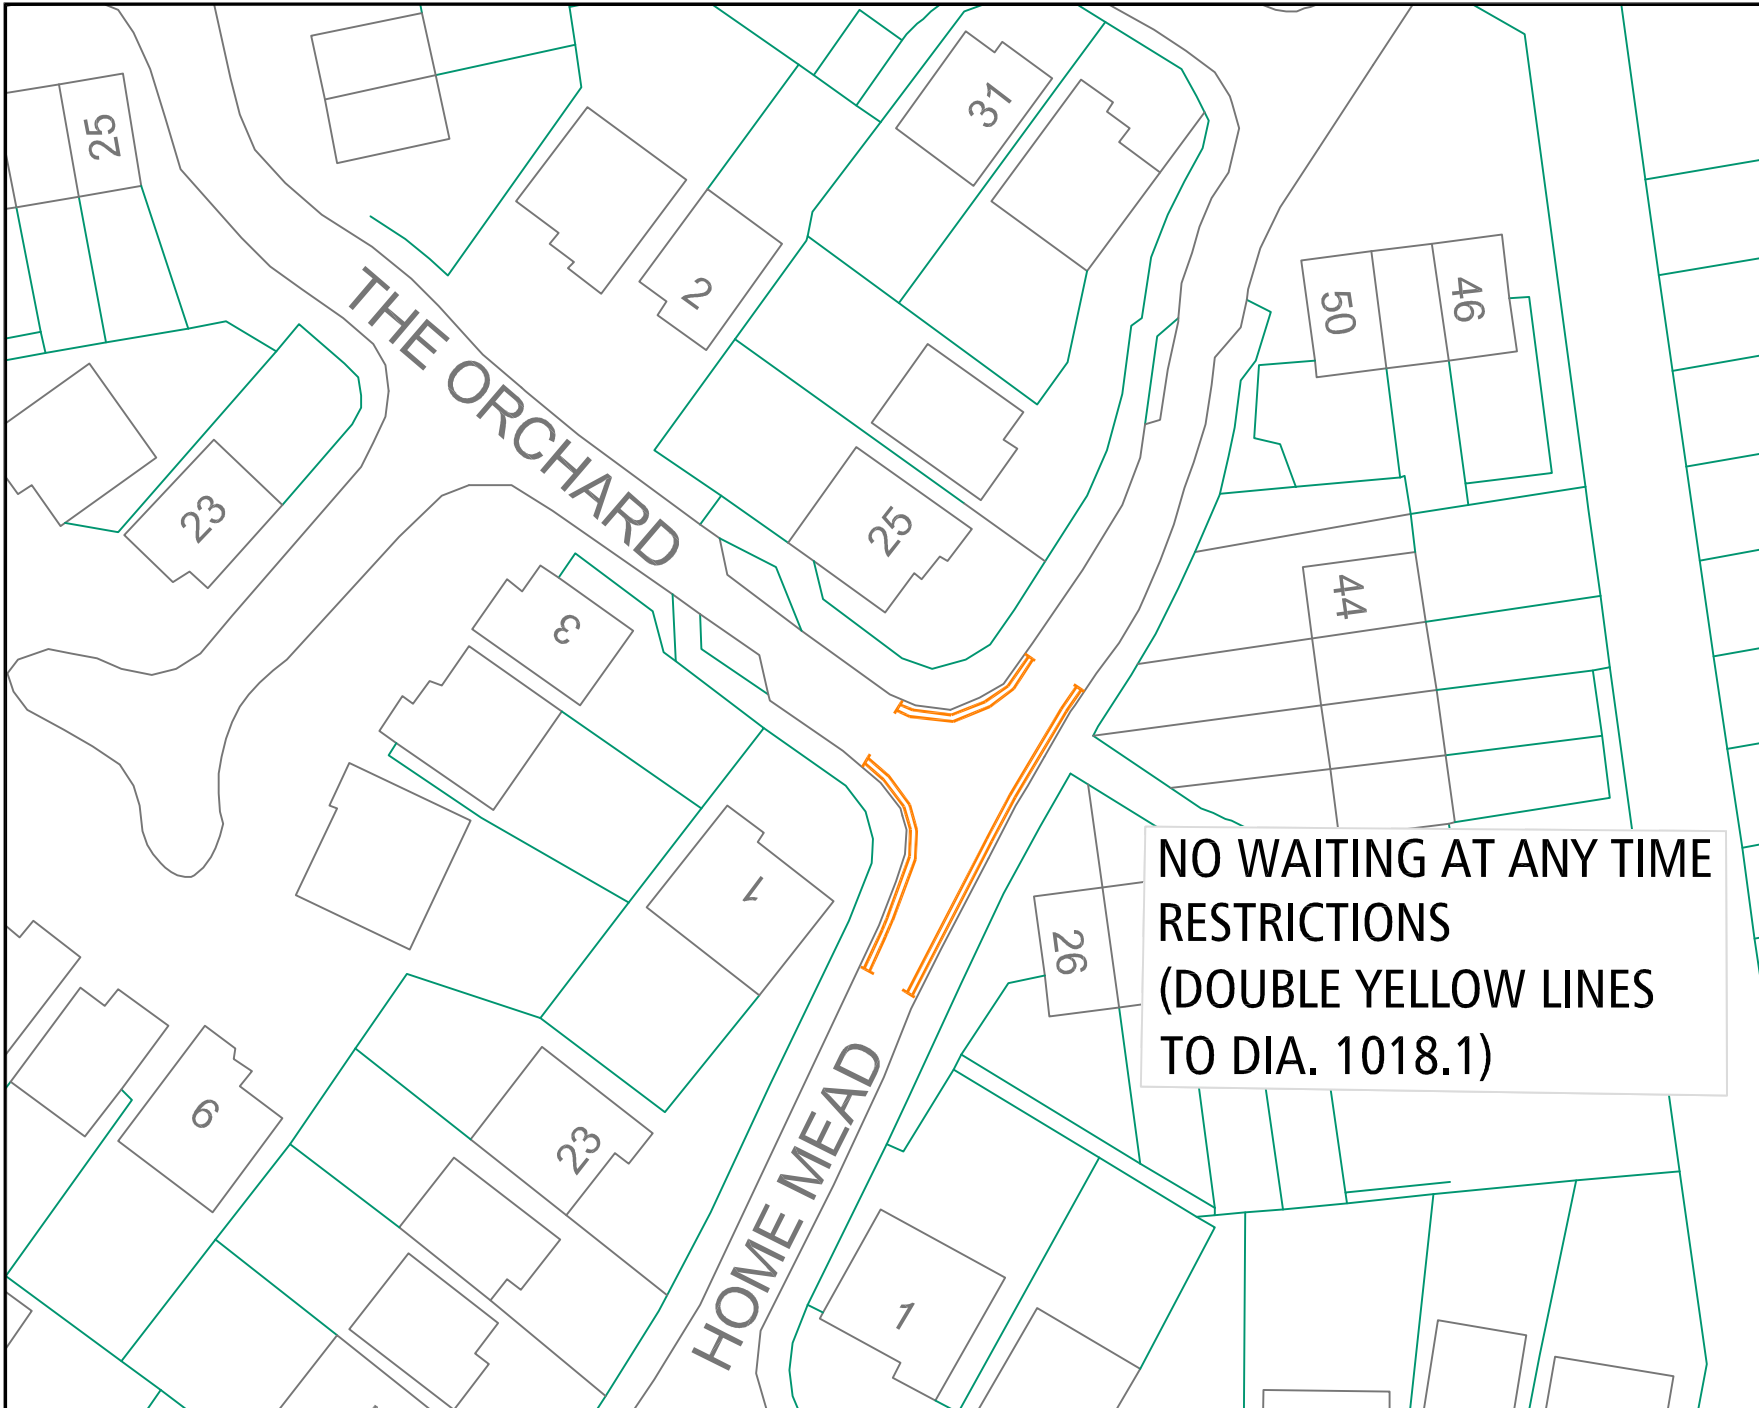 31
25
2
50
46
THE ORCHARD
23
25
44
3
1
NO WAITING AT ANY TIME
RESTRICTIONS
(DOUBLE YELLOW LINES
TO DIA. 1018.1)
26
HOME MEAD
6
23
1